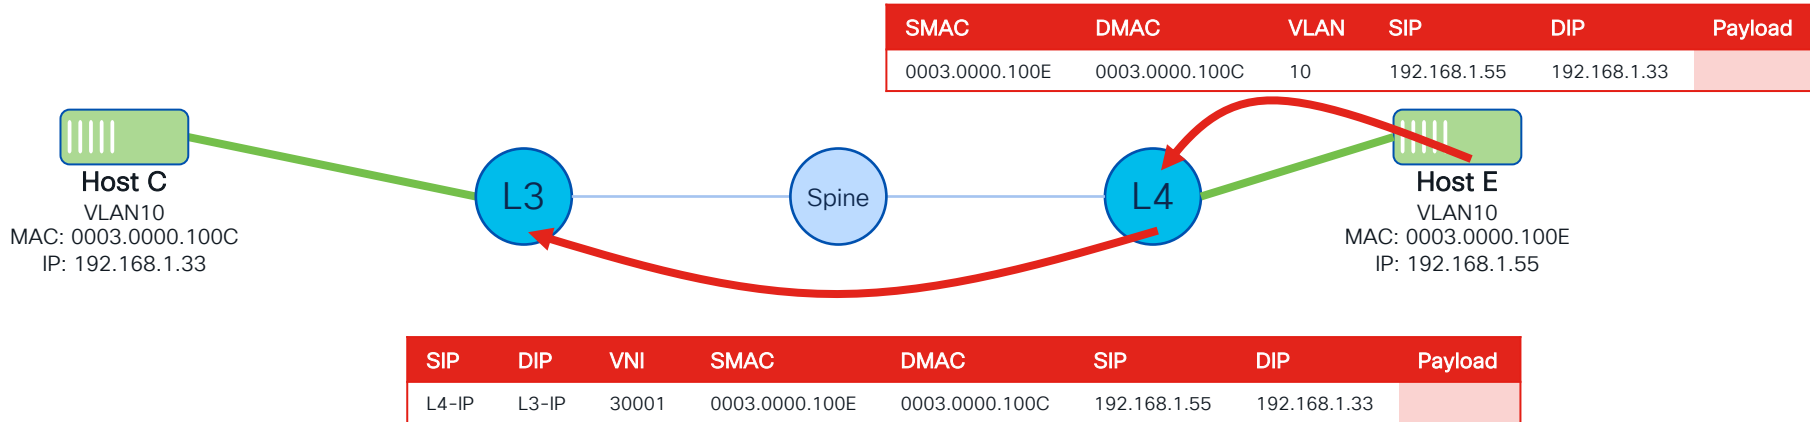 SMAC DMAC VLAN SIP DIP Payload
0003.0000.100E 0003.0000.100C 10 192.168.1.55 192.168.1.33
Host C
VLAN10
MAC: 0003.0000.100C
IP: 192.168.1.33
L3
Spine
L4
Host E
VLAN10
MAC: 0003.0000.100E
IP: 192.168.1.55
SIP DIP VNI SMAC DMAC SIP DIP Payload
L4-IP L3-IP 30001 0003.0000.100E 0003.0000.100C 192.168.1.55 192.168.1.33